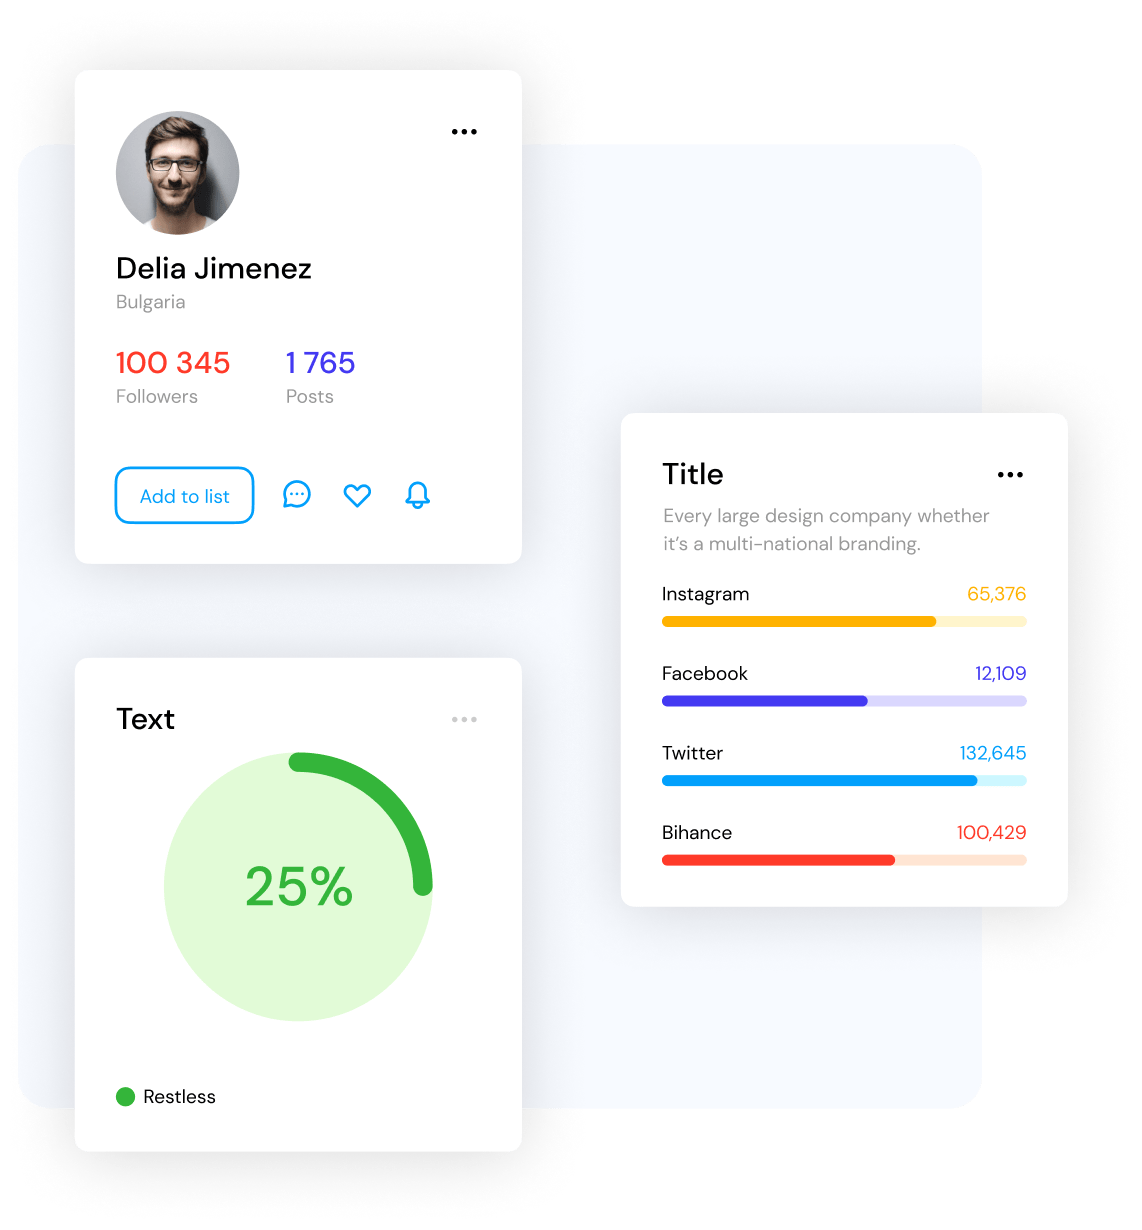 Delia Jimenez
Bulgaria
100 345 1 765
Followers Posts
Add to list
Title
Every large design company whether
it’s a multi-national branding.
Instagram 65,376
Facebook 12,109
Twitter 132,645
Bihance 100,429
Text
25%
Restless